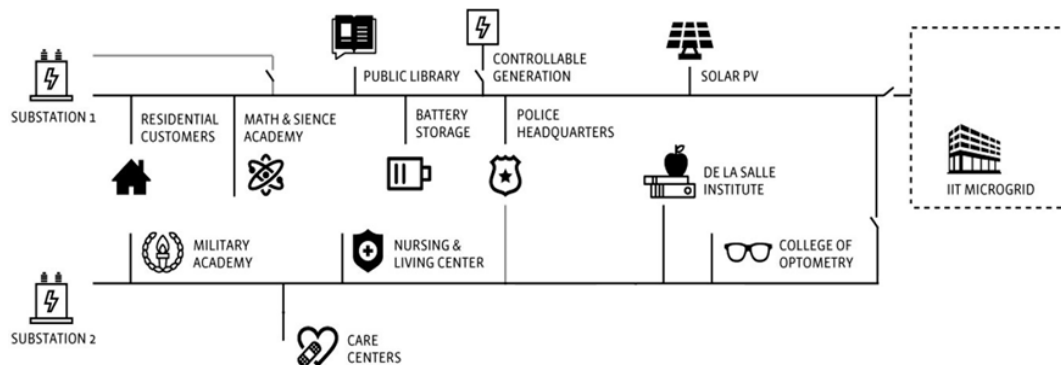 SUBSTATION 1
PUBLIC LIBRARY
CONTROLLABLE
GENERATION
SOLAR PV
RESIDENTIAL
CUSTOMERS
MATH & SIENCE
ACADEMY
BATTERY
STORAGE
POLICE
HEADQUARTERS
DE LA SALLE
INSTITUTE
IIT MICROGRID
MILITARY
ACADEMY
NURSING &
LIVING CENTER
COLLEGE OF
OPTOMETRY
SUBSTATION 2
CARE
CENTERS